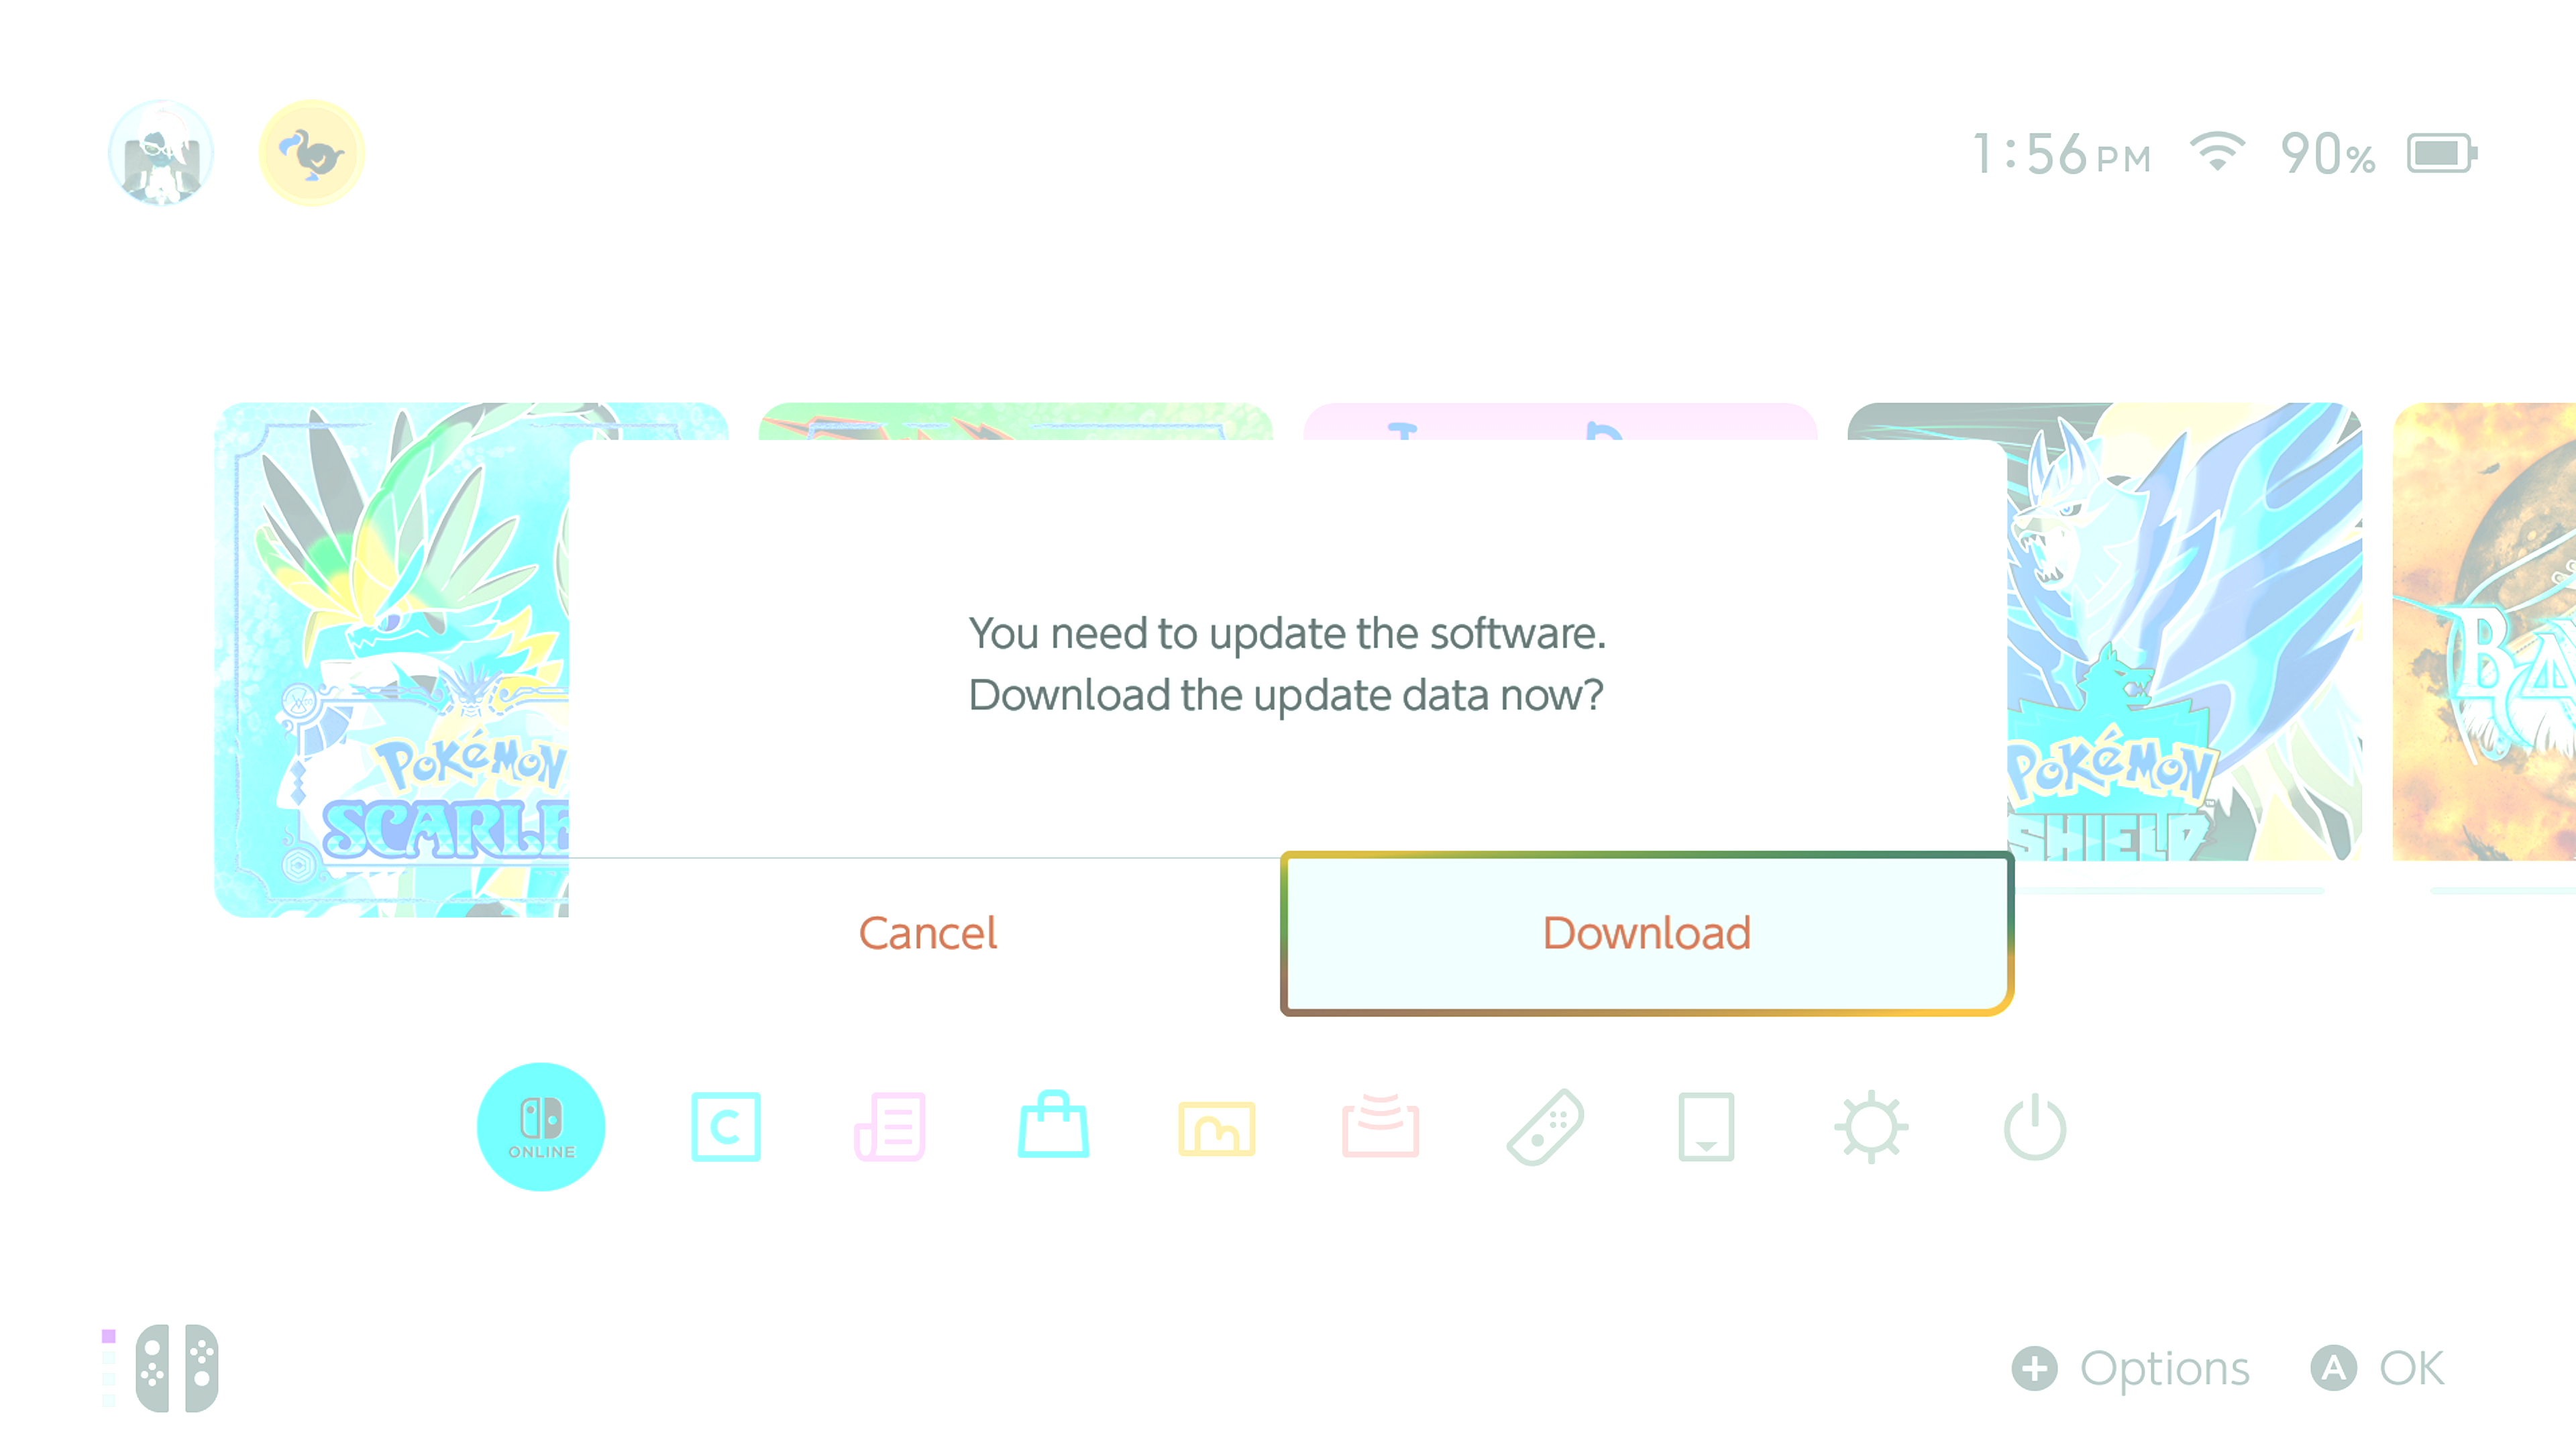 1:56 PM 90%
You need to update the software.
Download the update data now?
POKéMON
POKéMON
SHIELD
Cancel
Download
C
ONLINE
+ Options
A OK